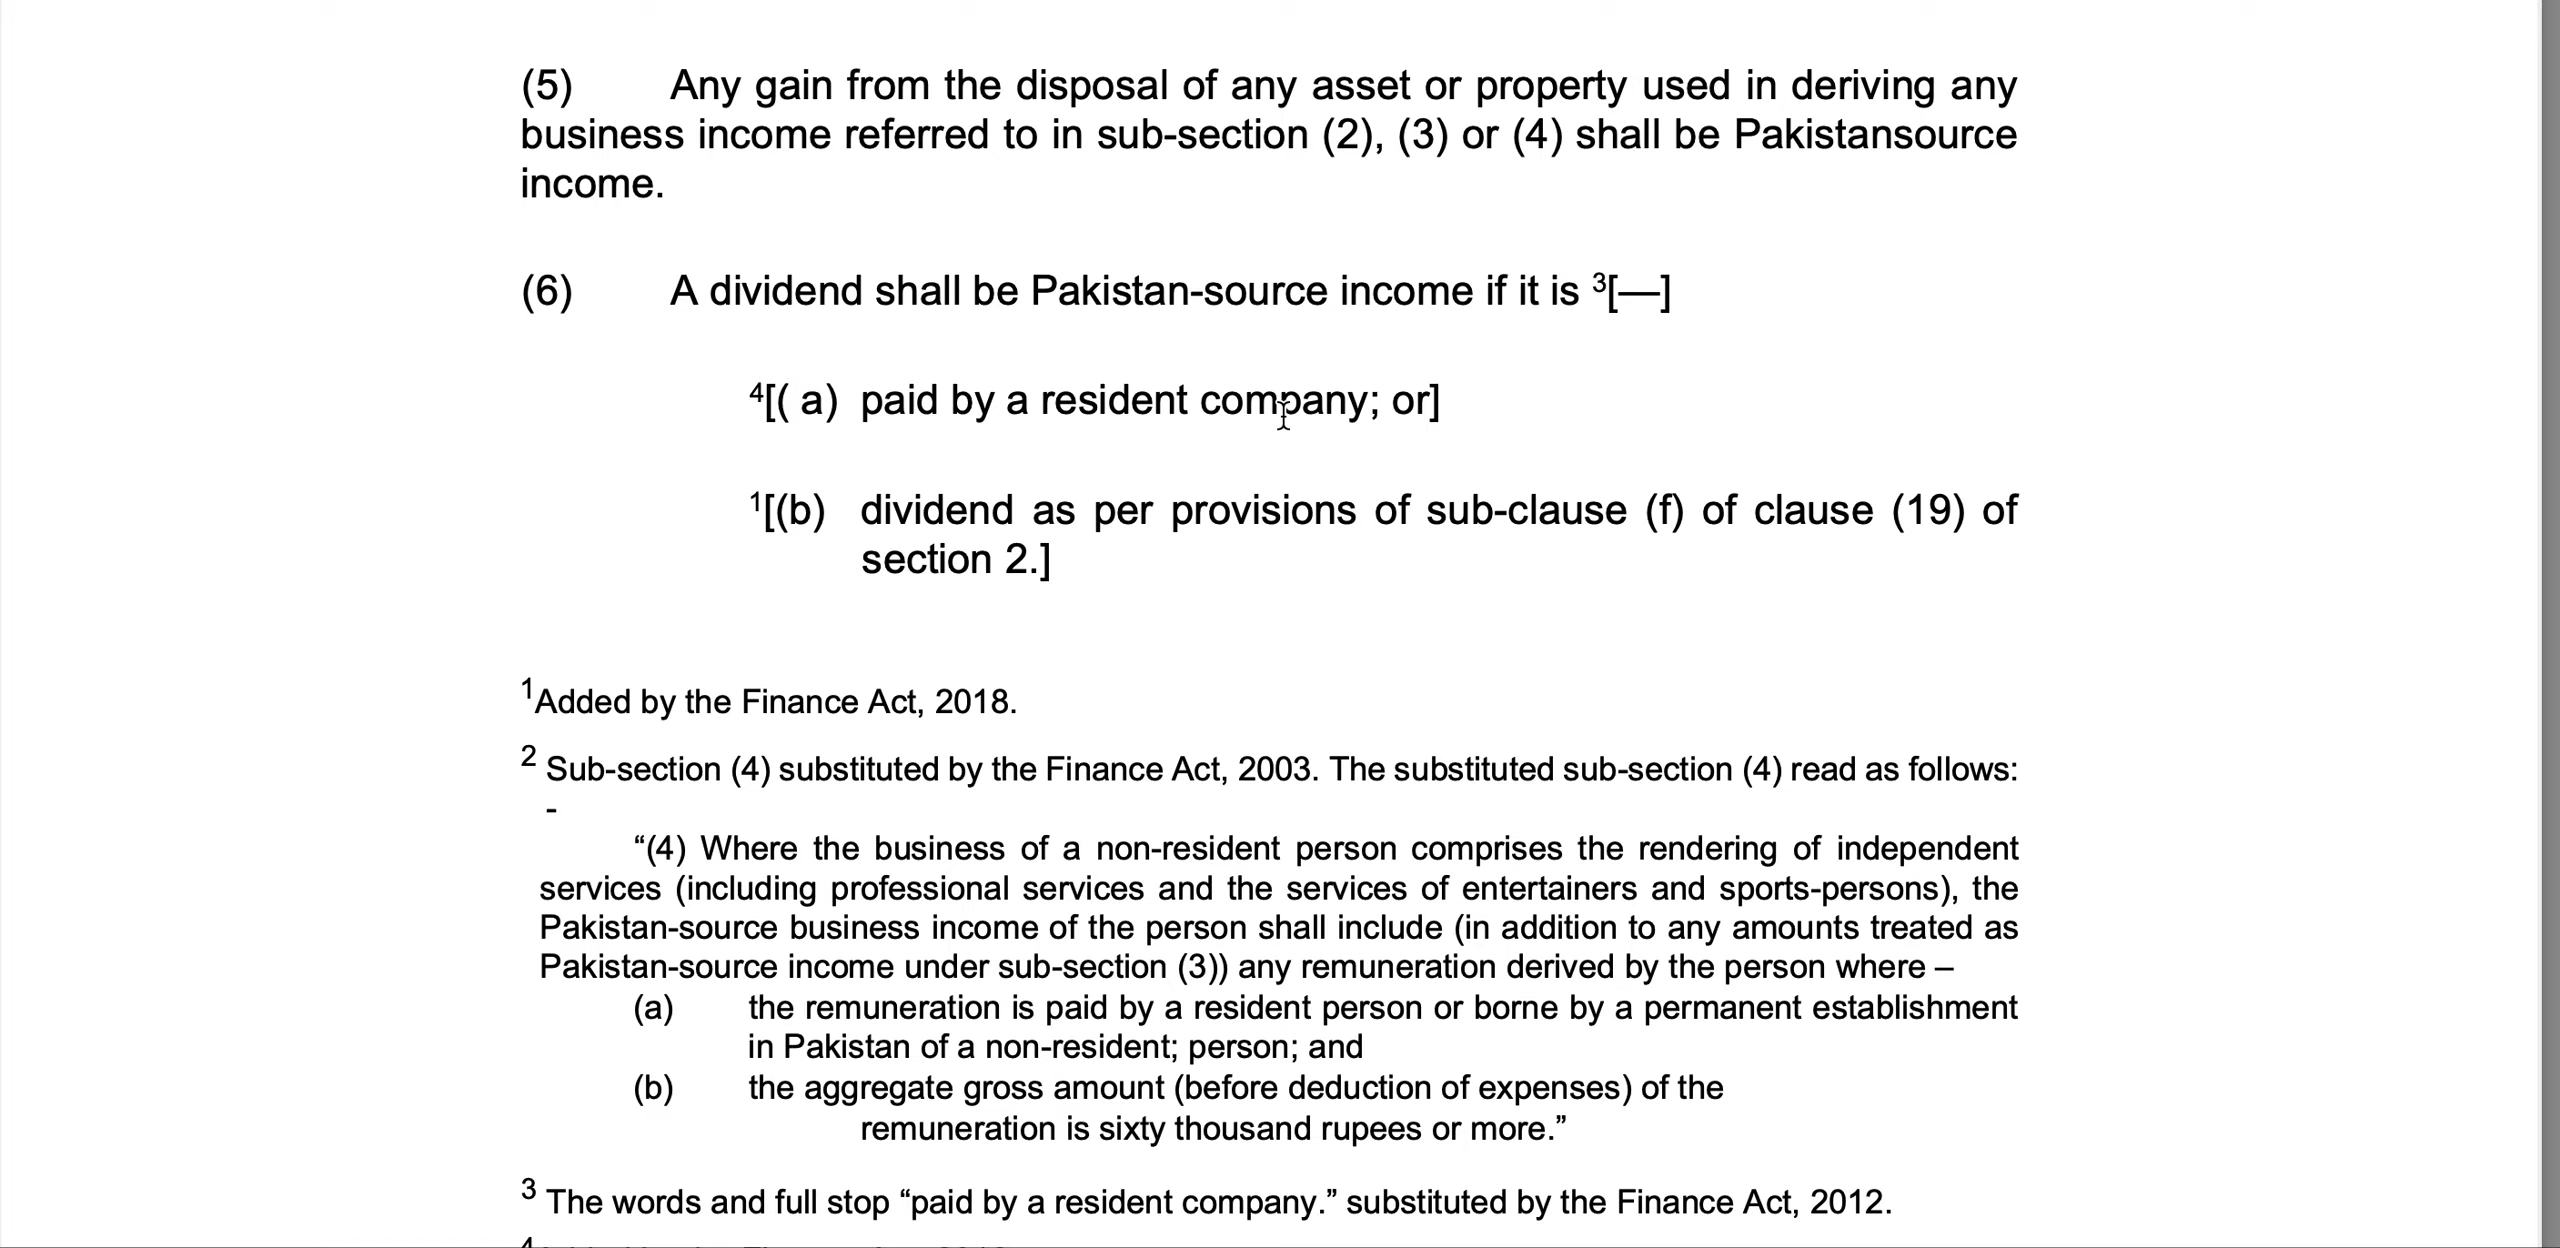 (5) Any gain from the disposal of any asset or property used in deriving any
business income referred to in sub-section (2), (3) or (4) shall be Pakistansource
income.
(6) A dividend shall be Pakistan-source income if it is ³[—]
⁴[( a) paid by a resident company; or]
¹[(b) dividend as per provisions of sub-clause (f) of clause (19) of
section 2.]
¹Added by the Finance Act, 2018.
² Sub-section (4) substituted by the Finance Act, 2003. The substituted sub-section (4) read as follows:
-
“(4) Where the business of a non-resident person comprises the rendering of independent
services (including professional services and the services of entertainers and sports-persons), the
Pakistan-source business income of the person shall include (in addition to any amounts treated as
Pakistan-source income under sub-section (3)) any remuneration derived by the person where –
(a) the remuneration is paid by a resident person or borne by a permanent establishment
in Pakistan of a non-resident; person; and
(b) the aggregate gross amount (before deduction of expenses) of the
remuneration is sixty thousand rupees or more.”
³ The words and full stop “paid by a resident company.” substituted by the Finance Act, 2012.